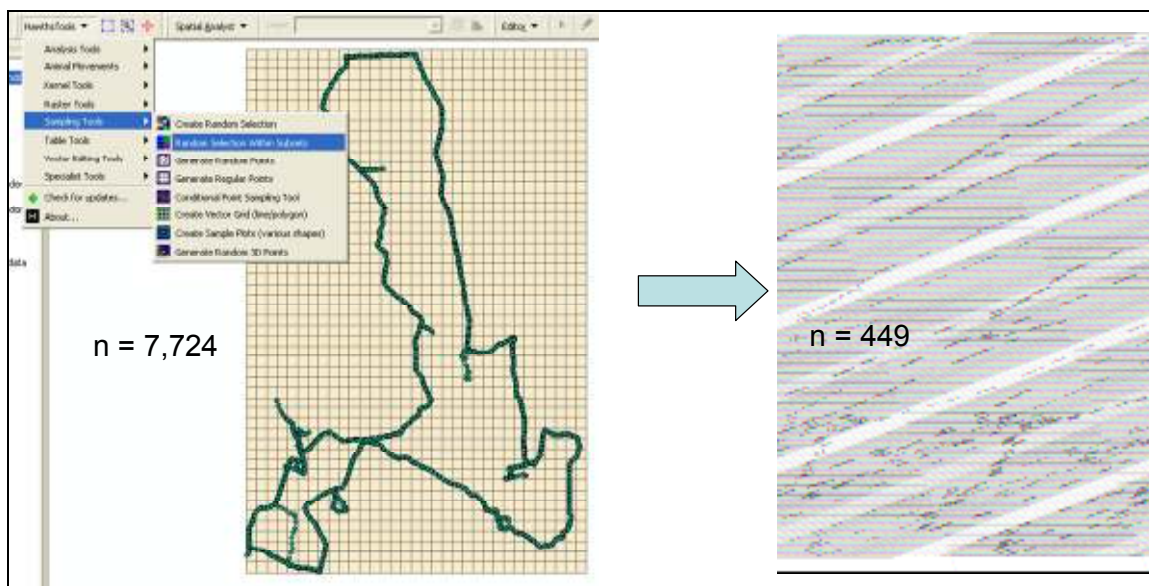 HawthsTools Spatial Analyst Editor
Analysis Tools
Animal Movements
Kernel Tools
Raster Tools
Sampling Tools
Table Tools
Vector Editing Tools
Specialist Tools
Check for updates...
About...
Create Random Selection
Random Selection Within Subsets
Generate Random Points
Generate Regular Points
Conditional Point Sampling Tool
Create Vector Grid (line/polygon)
Create Sample Plots (various shapes)
Generate Random 3D Points
data
n = 7,724
n = 449